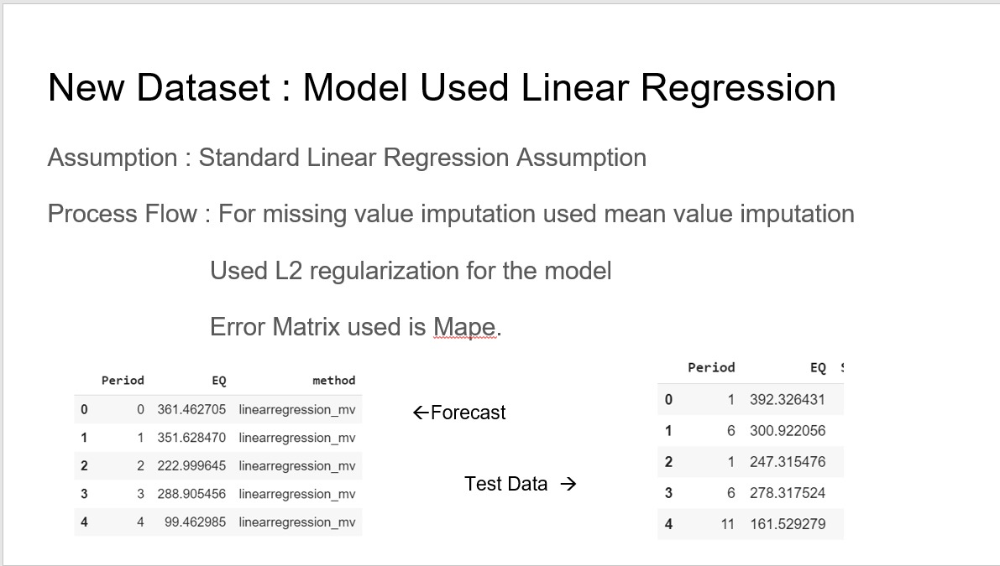 New Dataset : Model Used Linear Regression
Assumption : Standard Linear Regression Assumption
Process Flow : For missing value imputation used mean value imputation
Used L2 regularization for the model
Error Matrix used is Mape.
Period EQ method
0 0 361.462705 linearregression_mv
1 1 351.628470 linearregression_mv
2 2 222.999645 linearregression_mv
3 3 288.905456 linearregression_mv
4 4 99.462985 linearregression_mv
←Forecast
Test Data →
Period EQ
0 1 392.326431
1 6 300.922056
2 1 247.315476
3 6 278.317524
4 11 161.529279